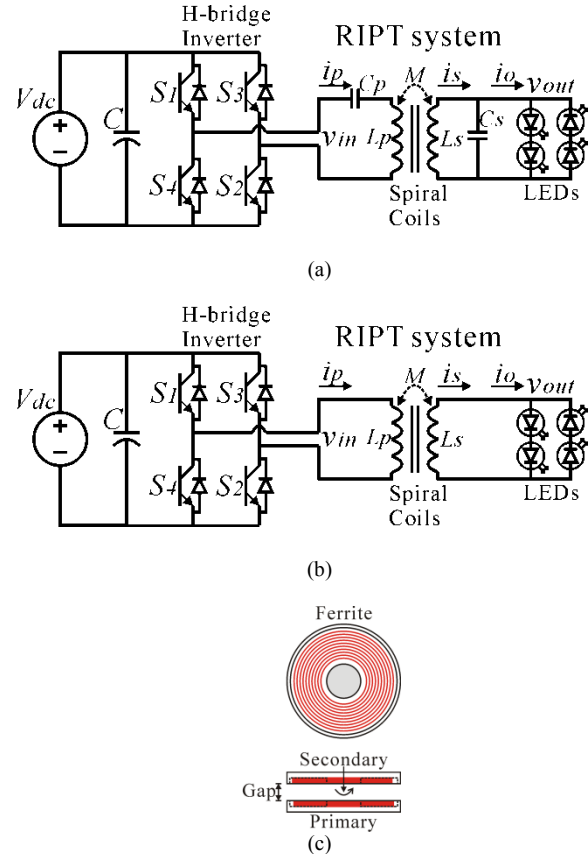 H-bridge
Inverter
RIPT system
Vdc
C
S1
S3
S4
S2
ip
Cp
M
is
io
vout
vin
Lp
Ls
Cs
Spiral
Coils
LEDs
(a)
H-bridge
Inverter
RIPT system
Vdc
C
S1
S3
S4
S2
ip
M
is
io
vout
vin
Lp
Ls
Spiral
Coils
LEDs
(b)
Ferrite
Secondary
Gap
Primary
(c)